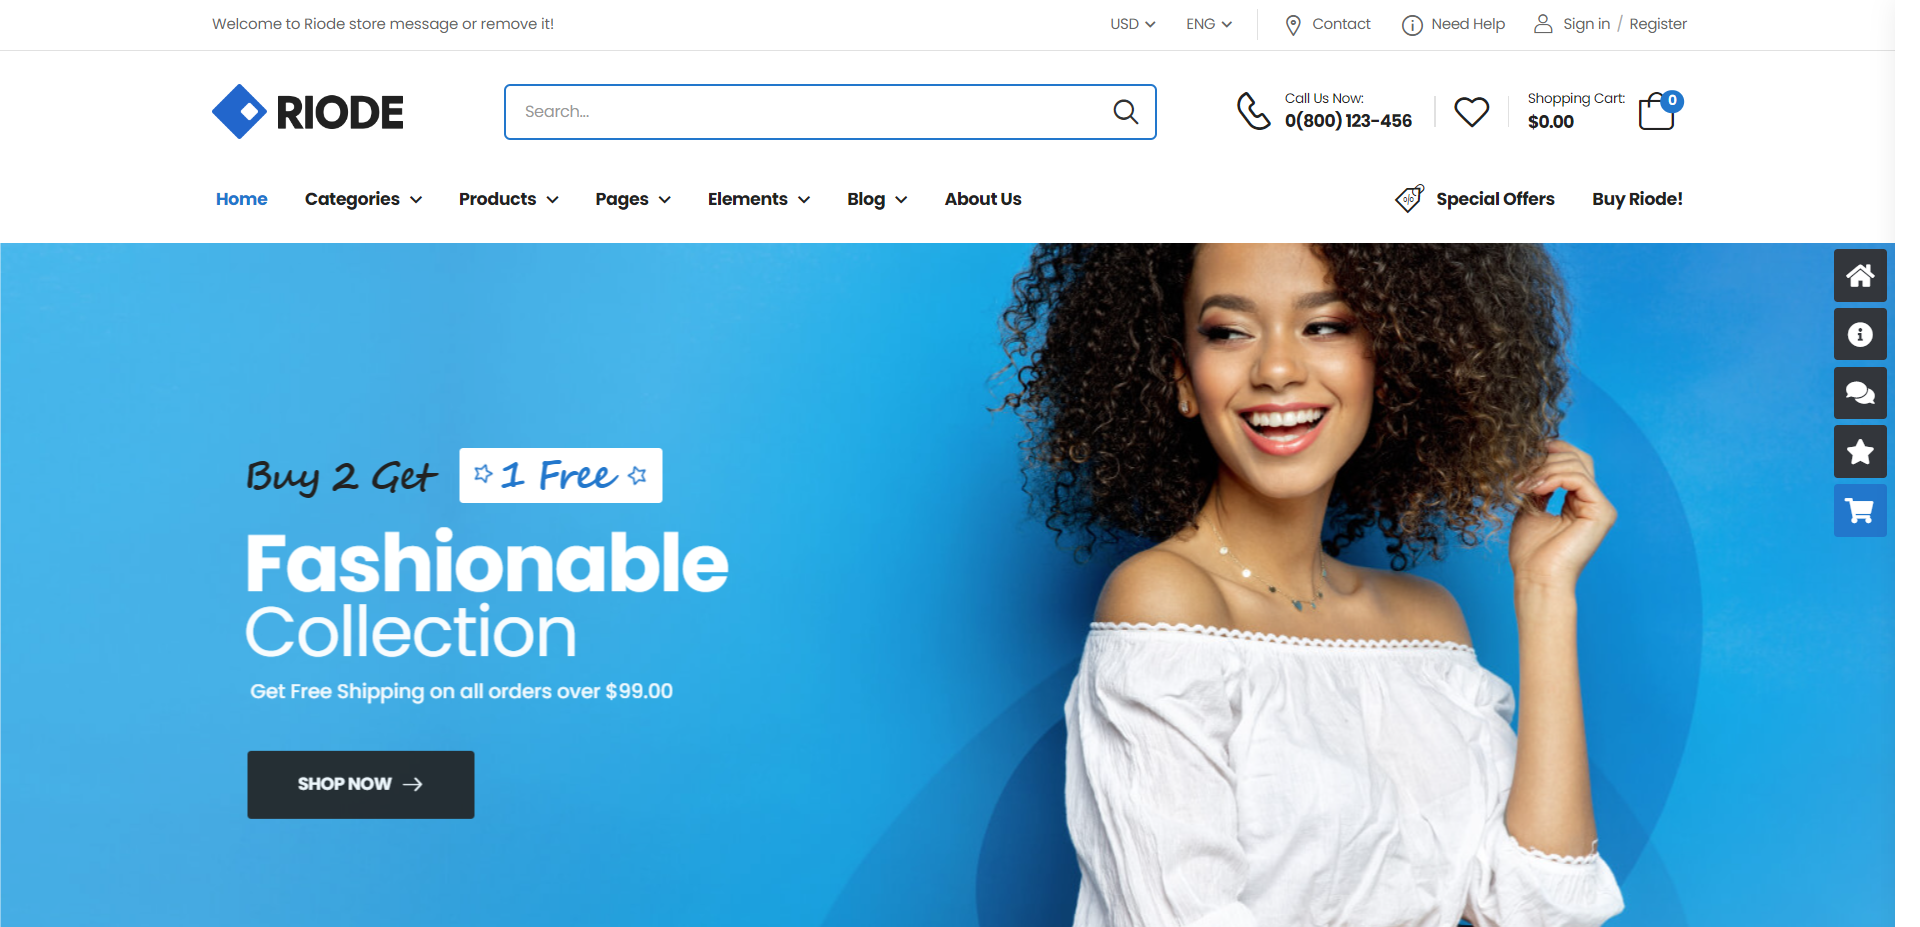 Welcome to Riode store message or remove it!
USD ENG Contact Need Help Sign in / Register
RIODE
Search...
Call Us Now:
0(800) 123-456
Shopping Cart:
$0.00
0
Home Categories Products Pages Elements Blog About Us
Special Offers Buy Riode!
Buy 2 Get 1 Free
Fashionable
Collection
Get Free Shipping on all orders over $99.00
SHOP NOW